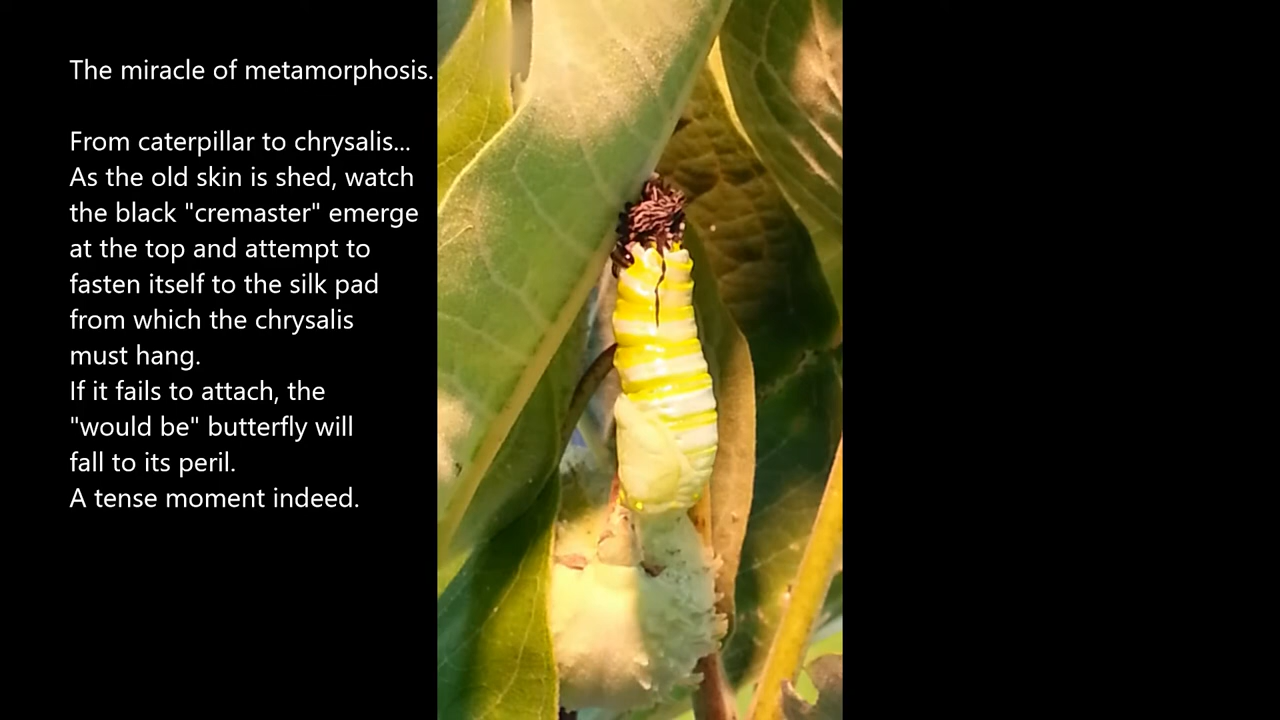 The miracle of metamorphosis.
From caterpillar to chrysalis...
As the old skin is shed, watch
the black "cremaster" emerge
at the top and attempt to
fasten itself to the silk pad
from which the chrysalis
must hang.
If it fails to attach, the
"would be" butterfly will
fall to its peril.
A tense moment indeed.